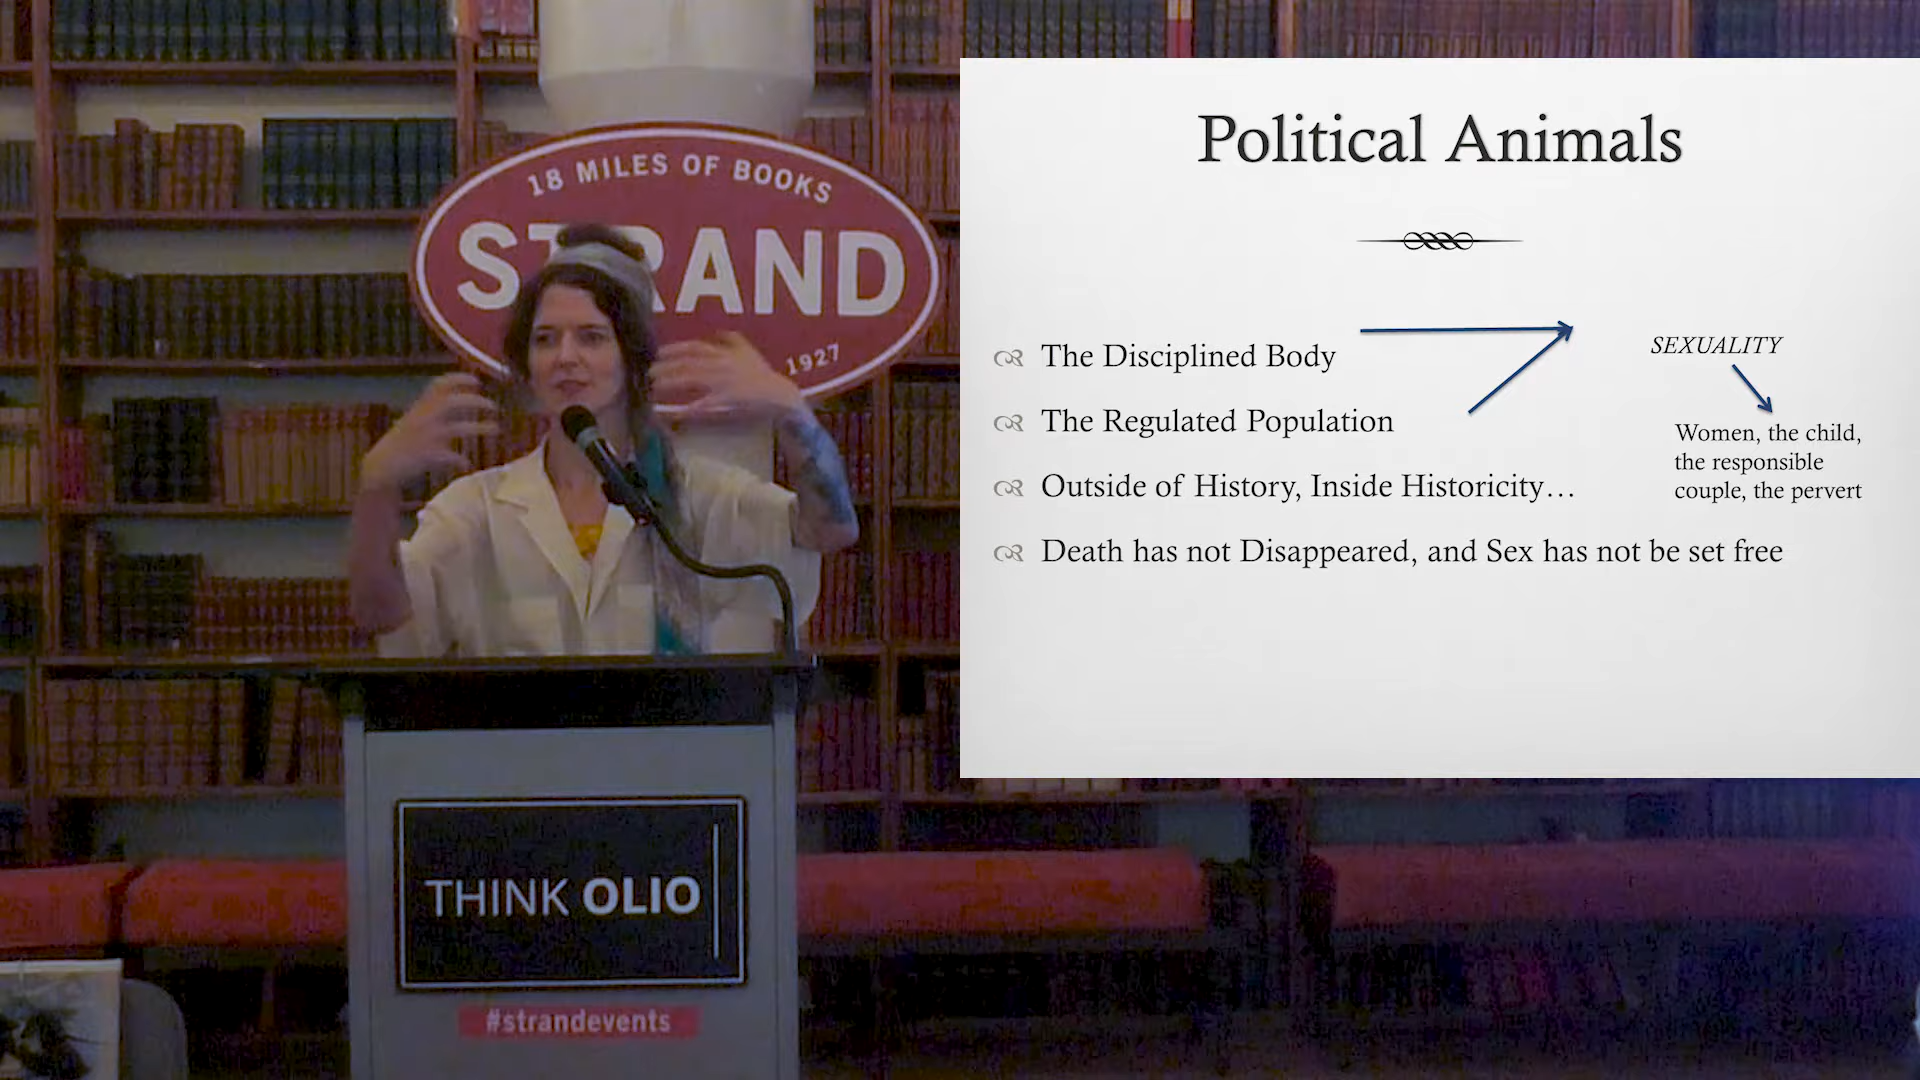 18 MILES OF BOOKS
STRAND
1927
THINK OLIO
#strandevents
Political Animals
The Disciplined Body
The Regulated Population
Outside of History, Inside Historicity...
Death has not Disappeared, and Sex has not be set free
SEXUALITY
Women, the child,
the responsible
couple, the pervert